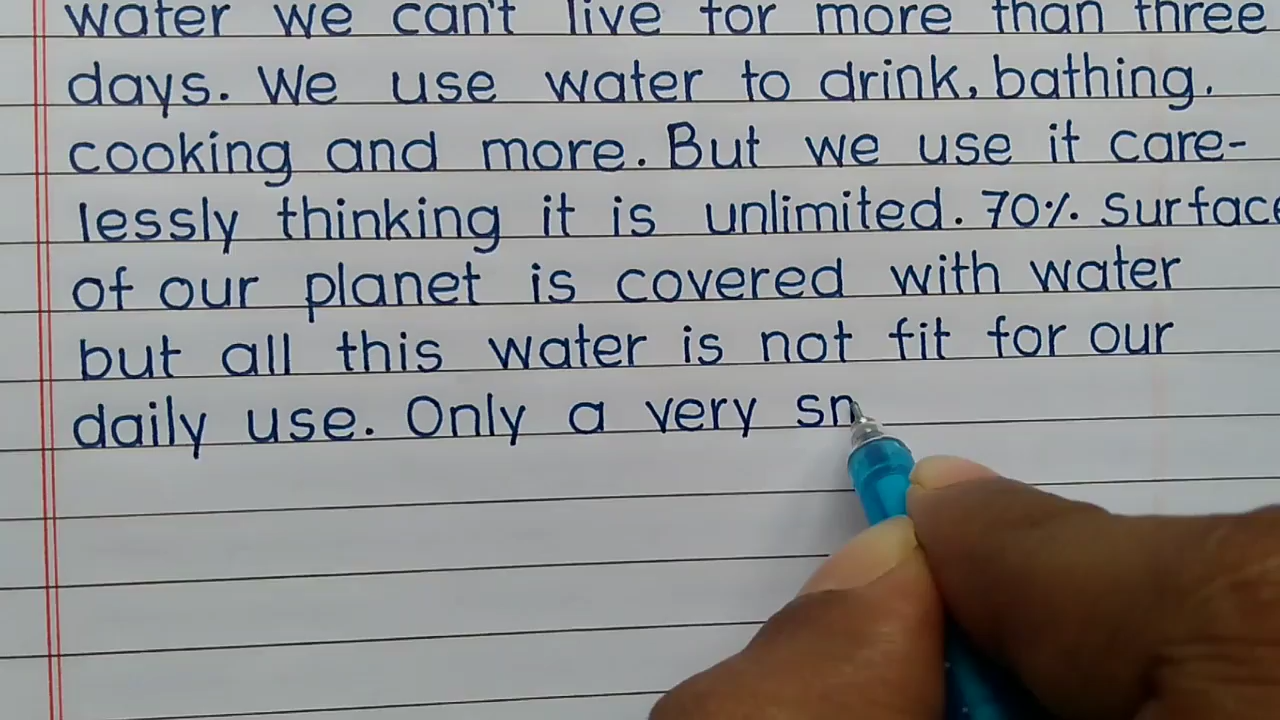 water we can't live for more than three
days. We use water to drink, bathing.
cooking and more. But we use it care-
lessly thinking it is unlimited. 70% surface
of our planet is covered with water
but all this water is not fit for our
daily use. Only a very